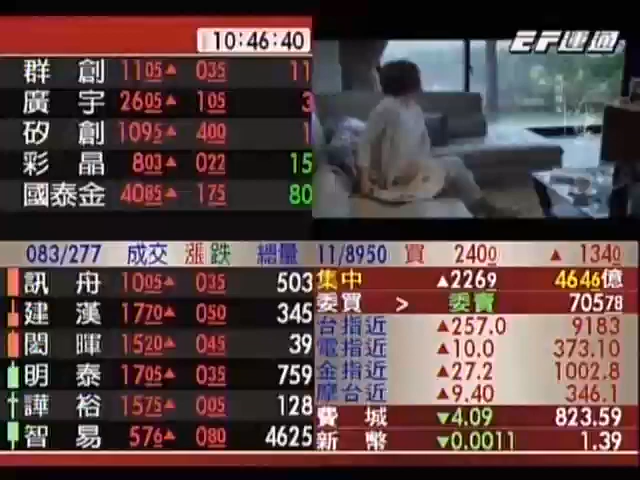 10:46:40
EF運通
群創 1105▲ 035 11
廣宇 2605▲ 105 3
矽創 1095▲ 400 1
彩晶 803▲ 022 15
國泰金 4085▲ 175 80
083/277 成交 漲跌 總量
訊舟 1005▲ 035 503
建漢 1770▲ 050 345
閎暉 1520▲ 045 39
明泰 1705▲ 035 759
譁裕 1575▲ 005 128
智易 576▲ 080 4625
11/8950 買 2400 ▲ 1340
集中 ▲2269 4646億
委買 > 委賣 70578
台指近 ▲257.0 9183
電指近 ▲10.0 373.10
金指近 ▲27.2 1002.8
摩台近 ▲9.40 346.1
費城 ▼4.09 823.59
新幣 ▼0.0011 1.39